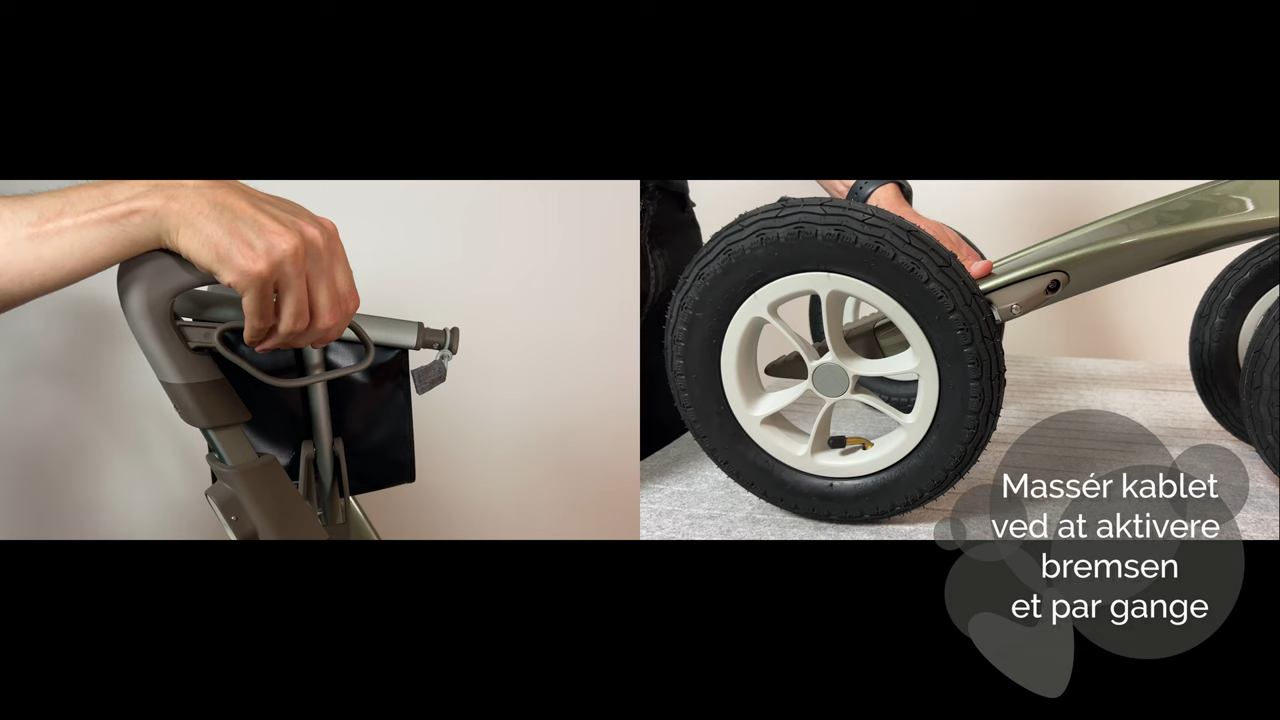 Massér kablet
ved at aktivere
bremsen
et par gange